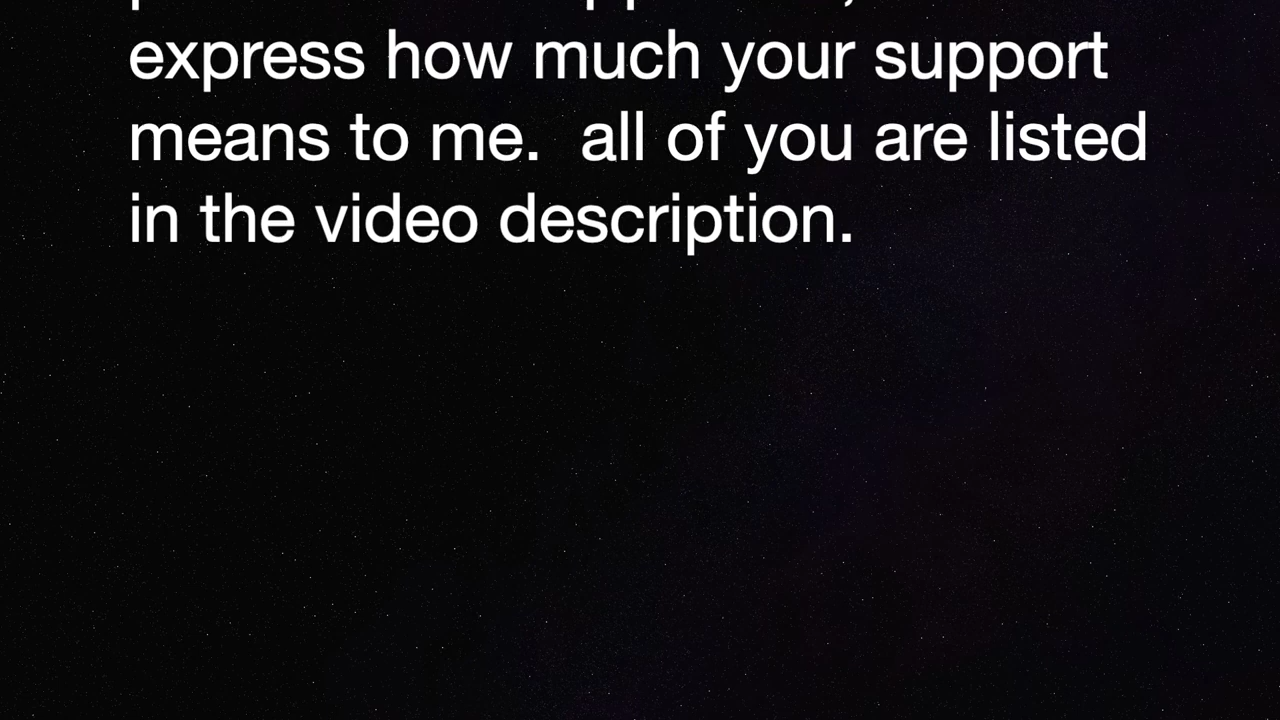 express how much your support
means to me.  all of you are listed
in the video description.